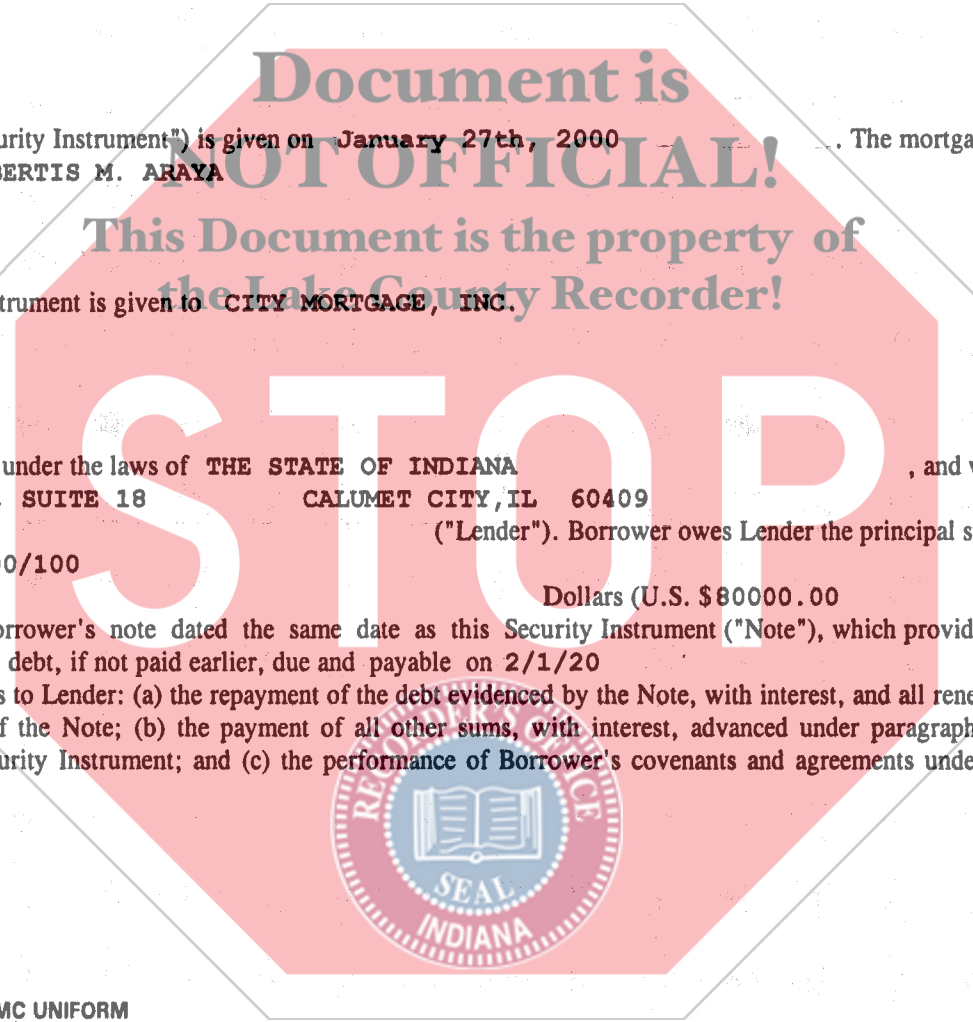 Document is
urity Instrument") is given on January 27th, 2000 . The mortga
BERTIS M. ARAYA
NOT OFFICIAL!
This Document is the property of
the Lake County Recorder!
trument is given to CITY MORTGAGE, INC.
STOP
under the laws of THE STATE OF INDIANA , and
SUITE 18 CALUMET CITY, IL 60409
("Lender"). Borrower owes Lender the principal s
00/100
Dollars (U.S. $80000.00
orrower's note dated the same date as this Security Instrument ("Note"), which provid
debt, if not paid earlier, due and payable on 2/1/20
s to Lender: (a) the repayment of the debt evidenced by the Note, with interest, and all rene
f the Note; (b) the payment of all other sums, with interest, advanced under paragraph
urity Instrument; and (c) the performance of Borrower's covenants and agreements unde
RECORDER'S OFFICE
SEAL
INDIANA
MC UNIFORM